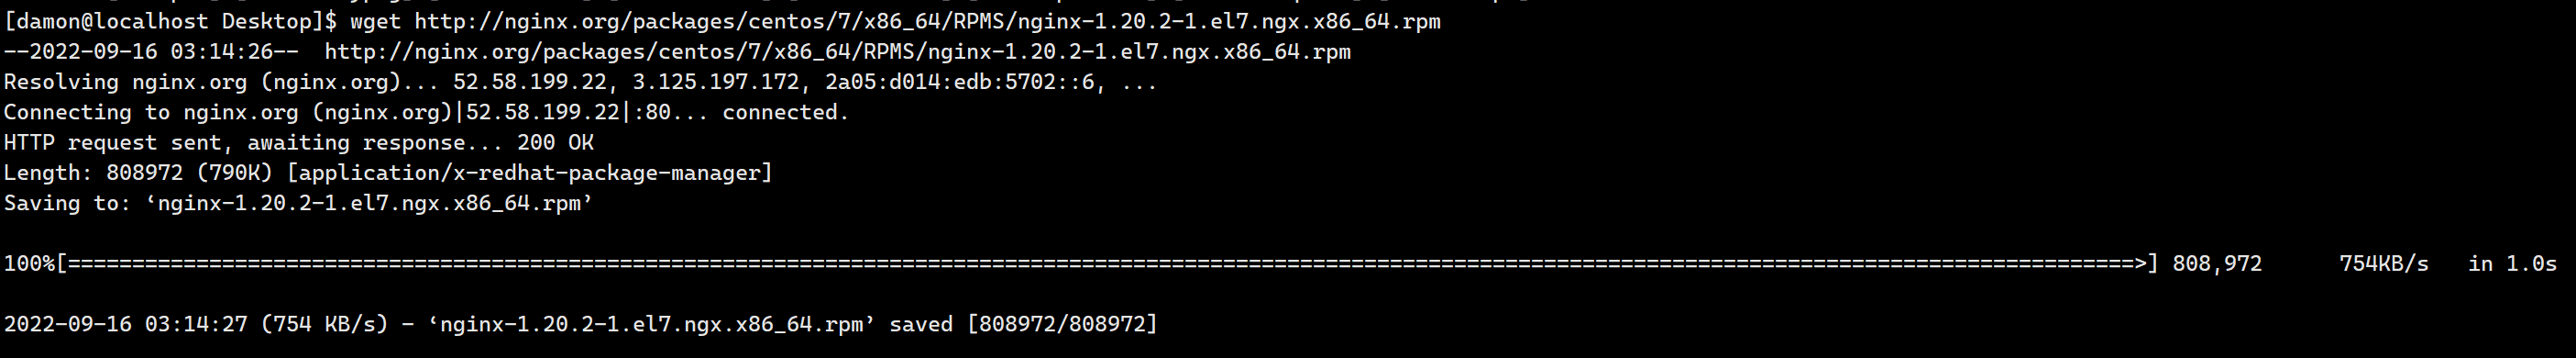 [damon@localhost Desktop]$ wget http://nginx.org/packages/centos/7/x86_64/RPMS/nginx-1.20.2-1.el7.ngx.x86_64.rpm
--2022-09-16 03:14:26--  http://nginx.org/packages/centos/7/x86_64/RPMS/nginx-1.20.2-1.el7.ngx.x86_64.rpm
Resolving nginx.org (nginx.org)... 52.58.199.22, 3.125.197.172, 2a05:d014:edb:5702::6, ...
Connecting to nginx.org (nginx.org)|52.58.199.22|:80... connected.
HTTP request sent, awaiting response... 200 OK
Length: 808972 (790K) [application/x-redhat-package-manager]
Saving to: ‘nginx-1.20.2-1.el7.ngx.x86_64.rpm’
100%[=================================================================================================================================================================>] 808,972      754KB/s   in 1.0s
2022-09-16 03:14:27 (754 KB/s) - ‘nginx-1.20.2-1.el7.ngx.x86_64.rpm’ saved [808972/808972]